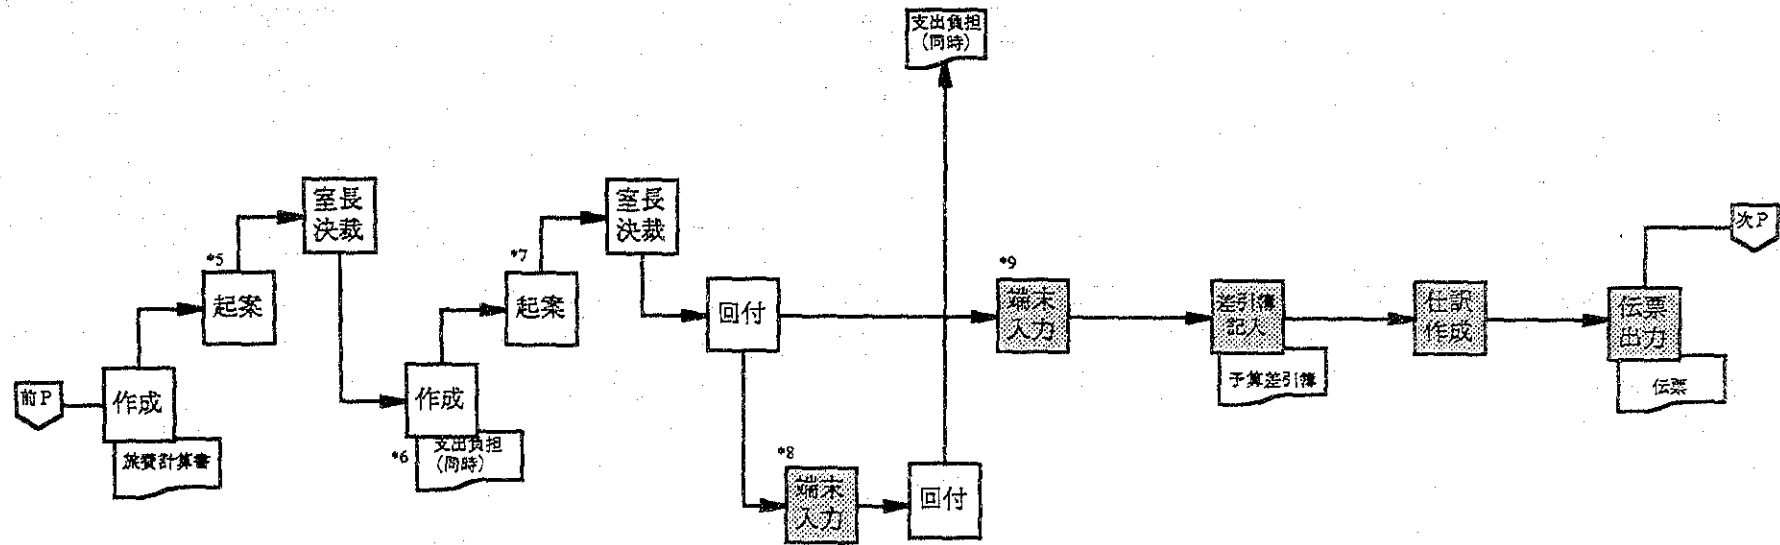 支出負担
(同時)
室長
決裁
室長
決裁
次P
*5
*7
*9
起案
起案
回付
端末
入力
差引簿
記入
仕訳
作成
伝票
出力
前P
作成
作成
予算差引簿
伝票
旅費計算書
*6
支出負担
(同時)
*8
端末
入力
回付